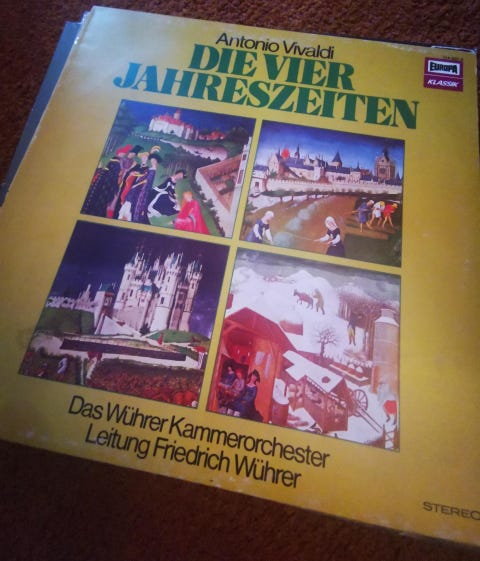 Antonio Vivaldi
DIE VIER
JAHRESZEITEN
EUROPA
KLASSIK
Das Wührer Kammerorchester
Leitung Friedrich Wührer
STEREO